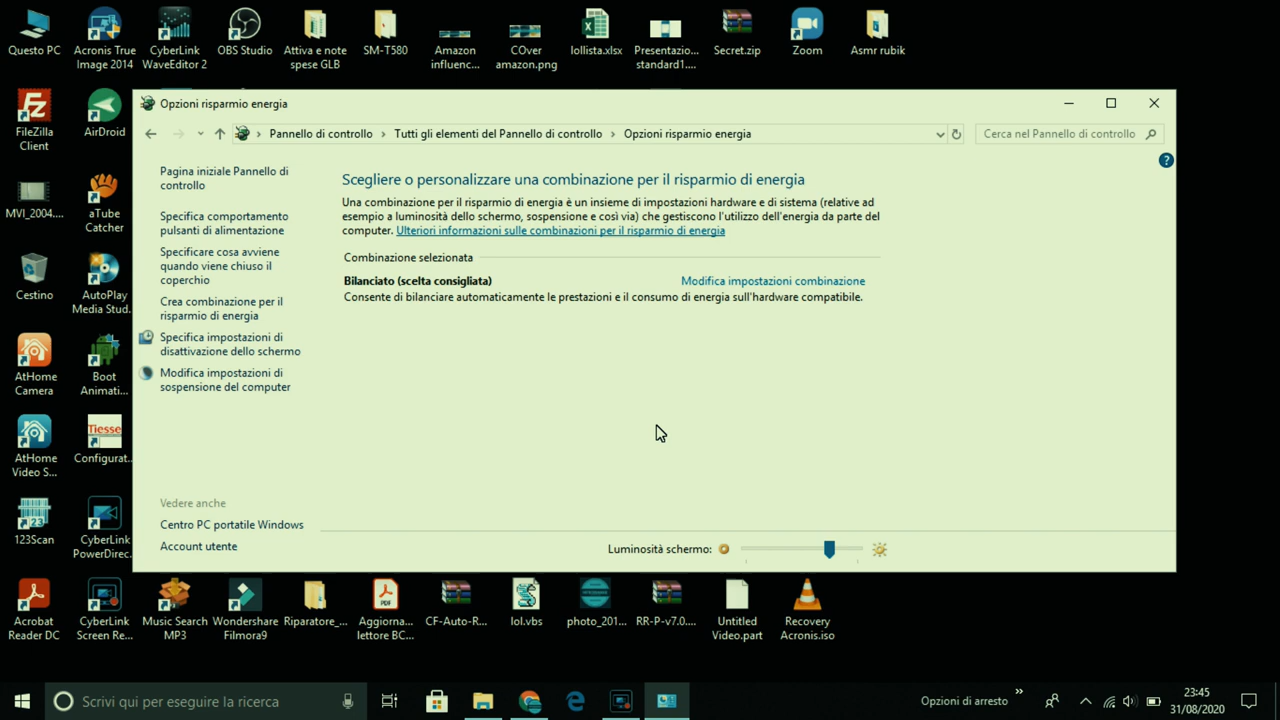 Questo PC
Acronis True
Image 2014
CyberLink
WaveEditor 2
OBS Studio
Attiva e note
spese GLB
SM-T580
Amazon
influenc...
COver
amazon.png
lollista.xlsx
Presentazio...
standard1....
Secret.zip
Zoom
Asmr rubik
FileZilla
Client
AirDroid
MVI_2004....
aTube
Catcher
Cestino
AutoPlay
Media Stud.
AtHome
Camera
Boot
Animati...
AtHome
Video S...
Tiesse
Configurat..
123Scan
CyberLink
PowerDirec.
Opzioni risparmio energia
Pannello di controllo > Tutti gli elementi del Pannello di controllo > Opzioni risparmio energia
Cerca nel Pannello di controllo
Pagina iniziale Pannello di
controllo
Specifica comportamento
pulsanti di alimentazione
Specificare cosa avviene
quando viene chiuso il
coperchio
Crea combinazione per il
risparmio di energia
Specifica impostazioni di
disattivazione dello schermo
Modifica impostazioni di
sospensione del computer
Vedere anche
Centro PC portatile Windows
Account utente
Scegliere o personalizzare una combinazione per il risparmio di energia
Una combinazione per il risparmio di energia è un insieme di impostazioni hardware e di sistema (relative ad
esempio a luminosità dello schermo, sospensione e così via) che gestiscono l'utilizzo dell'energia da parte del
computer. Ulteriori informazioni sulle combinazioni per il risparmio di energia
Combinazione selezionata
Bilanciato (scelta consigliata)
Modifica impostazioni combinazione
Consente di bilanciare automaticamente le prestazioni e il consumo di energia sull'hardware compatibile.
Luminosità schermo:
Acrobat
Reader DC
CyberLink
Screen Re...
Music Search
MP3
Wondershare
Filmora9
Riparatore_...
Aggiorna...
lettore BC...
CF-Auto-R...
lol.vbs
photo_201...
RR-P-v7.0....
Untitled
Video.part
Recovery
Acronis.iso
Scrivi qui per eseguire la ricerca
Opzioni di arresto
23:45
31/08/2020